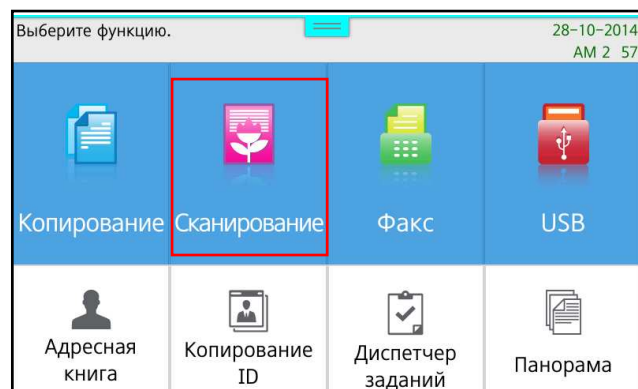 Выберите функцию.
28-10-2014
AM 2 57
Копирование
Сканирование
Факс
USB
Адресная
книга
Копирование
ID
Диспетчер
заданий
Панорама